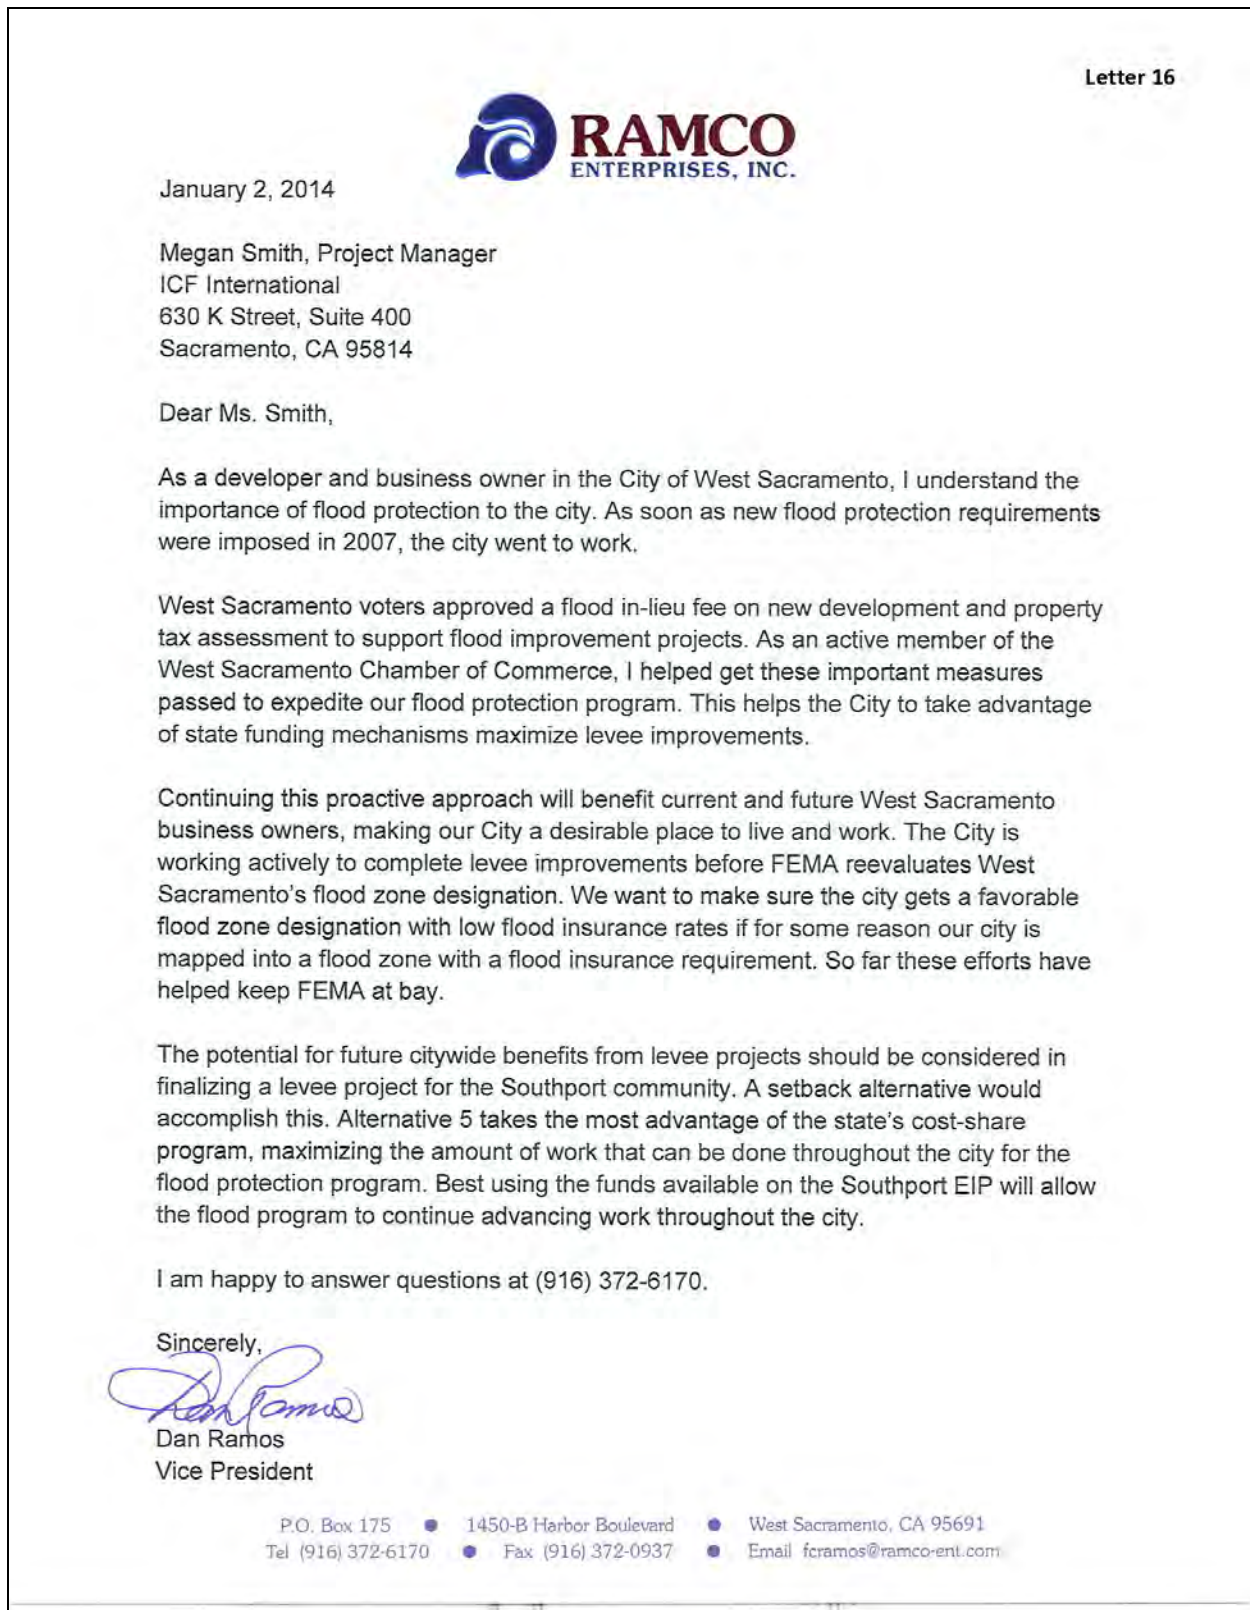 Letter 16
RAMCO
ENTERPRISES, INC.
January 2, 2014
Megan Smith, Project Manager
ICF International
630 K Street, Suite 400
Sacramento, CA 95814
Dear Ms. Smith,
As a developer and business owner in the City of West Sacramento, I understand the
importance of flood protection to the city. As soon as new flood protection requirements
were imposed in 2007, the city went to work.
West Sacramento voters approved a flood in-lieu fee on new development and property
tax assessment to support flood improvement projects. As an active member of the
West Sacramento Chamber of Commerce, I helped get these important measures
passed to expedite our flood protection program. This helps the City to take advantage
of state funding mechanisms maximize levee improvements.
Continuing this proactive approach will benefit current and future West Sacramento
business owners, making our City a desirable place to live and work. The City is
working actively to complete levee improvements before FEMA reevaluates West
Sacramento's flood zone designation. We want to make sure the city gets a favorable
flood zone designation with low flood insurance rates if for some reason our city is
mapped into a flood zone with a flood insurance requirement. So far these efforts have
helped keep FEMA at bay.
The potential for future citywide benefits from levee projects should be considered in
finalizing a levee project for the Southport community. A setback alternative would
accomplish this. Alternative 5 takes the most advantage of the state's cost-share
program, maximizing the amount of work that can be done throughout the city for the
flood protection program. Best using the funds available on the Southport EIP will allow
the flood program to continue advancing work throughout the city.
I am happy to answer questions at (916) 372-6170.
Sincerely,
Dan Ramos
Dan Ramos
Vice President
P.O. Box 175 ● 1450-B Harbor Boulevard ● West Sacramento, CA 95691
Tel (916) 372-6170 ● Fax (916) 372-0937 ● Email fcramos@ramco-ent.com